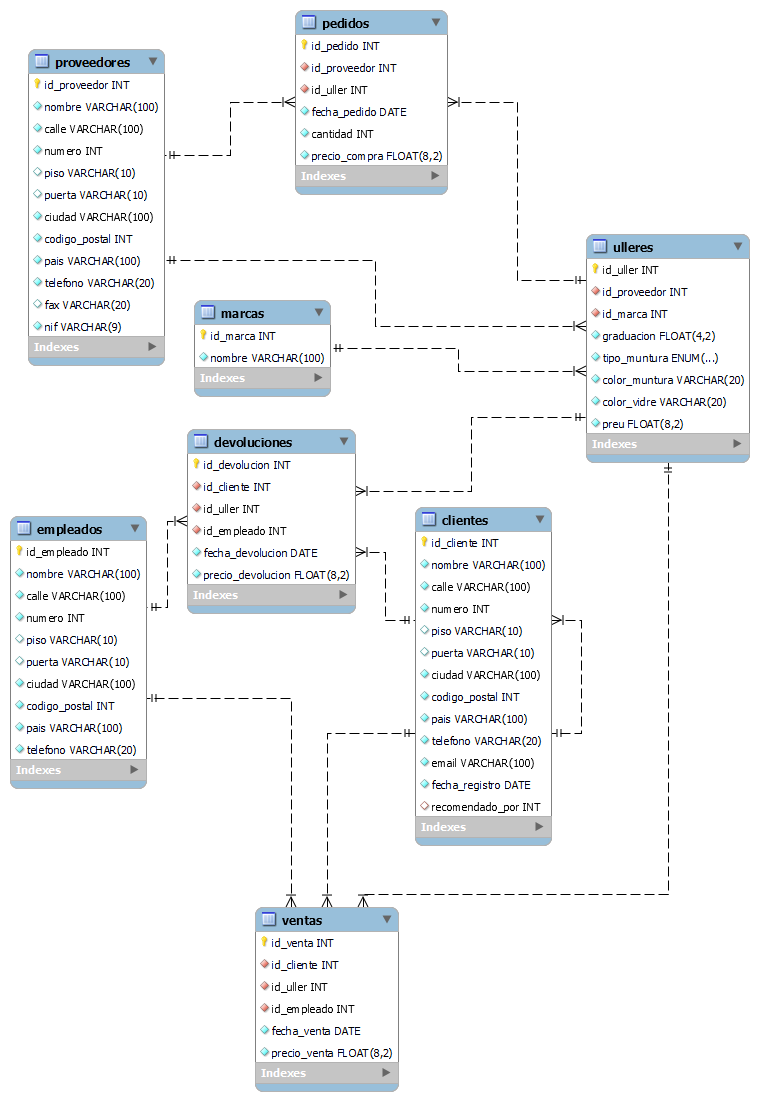 pedidos
id_pedido INT
id_proveedor INT
id_uller INT
fecha_pedido DATE
cantidad INT
precio_compra FLOAT(8,2)
Indexes
proveedores
id_proveedor INT
nombre VARCHAR(100)
calle VARCHAR(100)
numero INT
piso VARCHAR(10)
puerta VARCHAR(10)
ciudad VARCHAR(100)
codigo_postal INT
pais VARCHAR(100)
telefono VARCHAR(20)
fax VARCHAR(20)
nif VARCHAR(9)
Indexes
ulleres
id_uller INT
id_proveedor INT
id_marca INT
graduacion FLOAT(4,2)
tipo_muntura ENUM(...)
color_muntura VARCHAR(20)
color_vidre VARCHAR(20)
preu FLOAT(8,2)
Indexes
marcas
id_marca INT
nombre VARCHAR(100)
Indexes
devoluciones
id_devolucion INT
id_cliente INT
id_uller INT
id_empleado INT
fecha_devolucion DATE
precio_devolucion FLOAT(8,2)
Indexes
empleados
id_empleado INT
nombre VARCHAR(100)
calle VARCHAR(100)
numero INT
piso VARCHAR(10)
puerta VARCHAR(10)
ciudad VARCHAR(100)
codigo_postal INT
pais VARCHAR(100)
telefono VARCHAR(20)
Indexes
clientes
id_cliente INT
nombre VARCHAR(100)
calle VARCHAR(100)
numero INT
piso VARCHAR(10)
puerta VARCHAR(10)
ciudad VARCHAR(100)
codigo_postal INT
pais VARCHAR(100)
telefono VARCHAR(20)
email VARCHAR(100)
fecha_registro DATE
recomendado_por INT
Indexes
ventas
id_venta INT
id_cliente INT
id_uller INT
id_empleado INT
fecha_venta DATE
precio_venta FLOAT(8,2)
Indexes